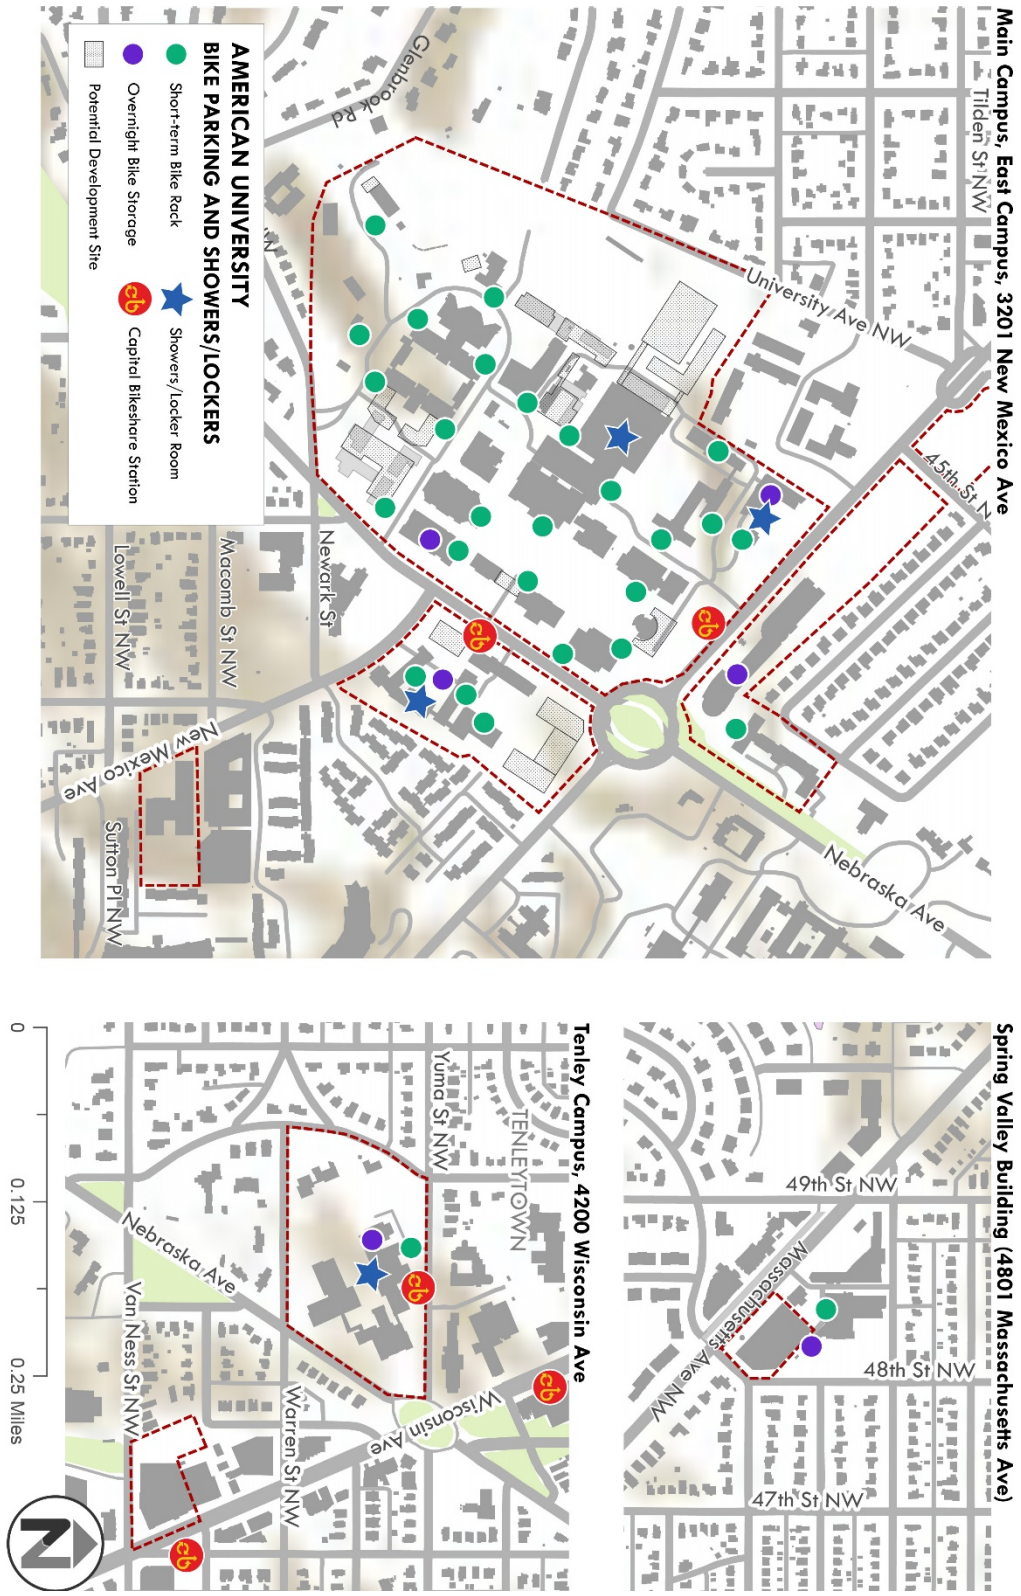 Main Campus, East Campus, 3201 New Mexico Ave
Tilden St NW
University Ave NW
45th St N
Glenbrook Rd
Nebraska Ave
Newark St
Macomb St NW
Lowell St NW
New Mexico Ave
Sutton Pl NW
AMERICAN UNIVERSITY
BIKE PARKING AND SHOWERS/LOCKERS
Short-term Bike Rack
Showers/Locker Room
Overnight Bike Storage
Capital Bikeshare Station
Potential Development Site
Spring Valley Building (4801 Massachusetts Ave)
49th St NW
Massachusetts Ave NW
48th St NW
47th St NW
Tenley Campus, 4200 Wisconsin Ave
TENLEYTOWN
Yuma St NW
Nebraska Ave
Wisconsin Ave
Warren St NW
Van Ness St NW
0 0.125 0.25 Miles
N